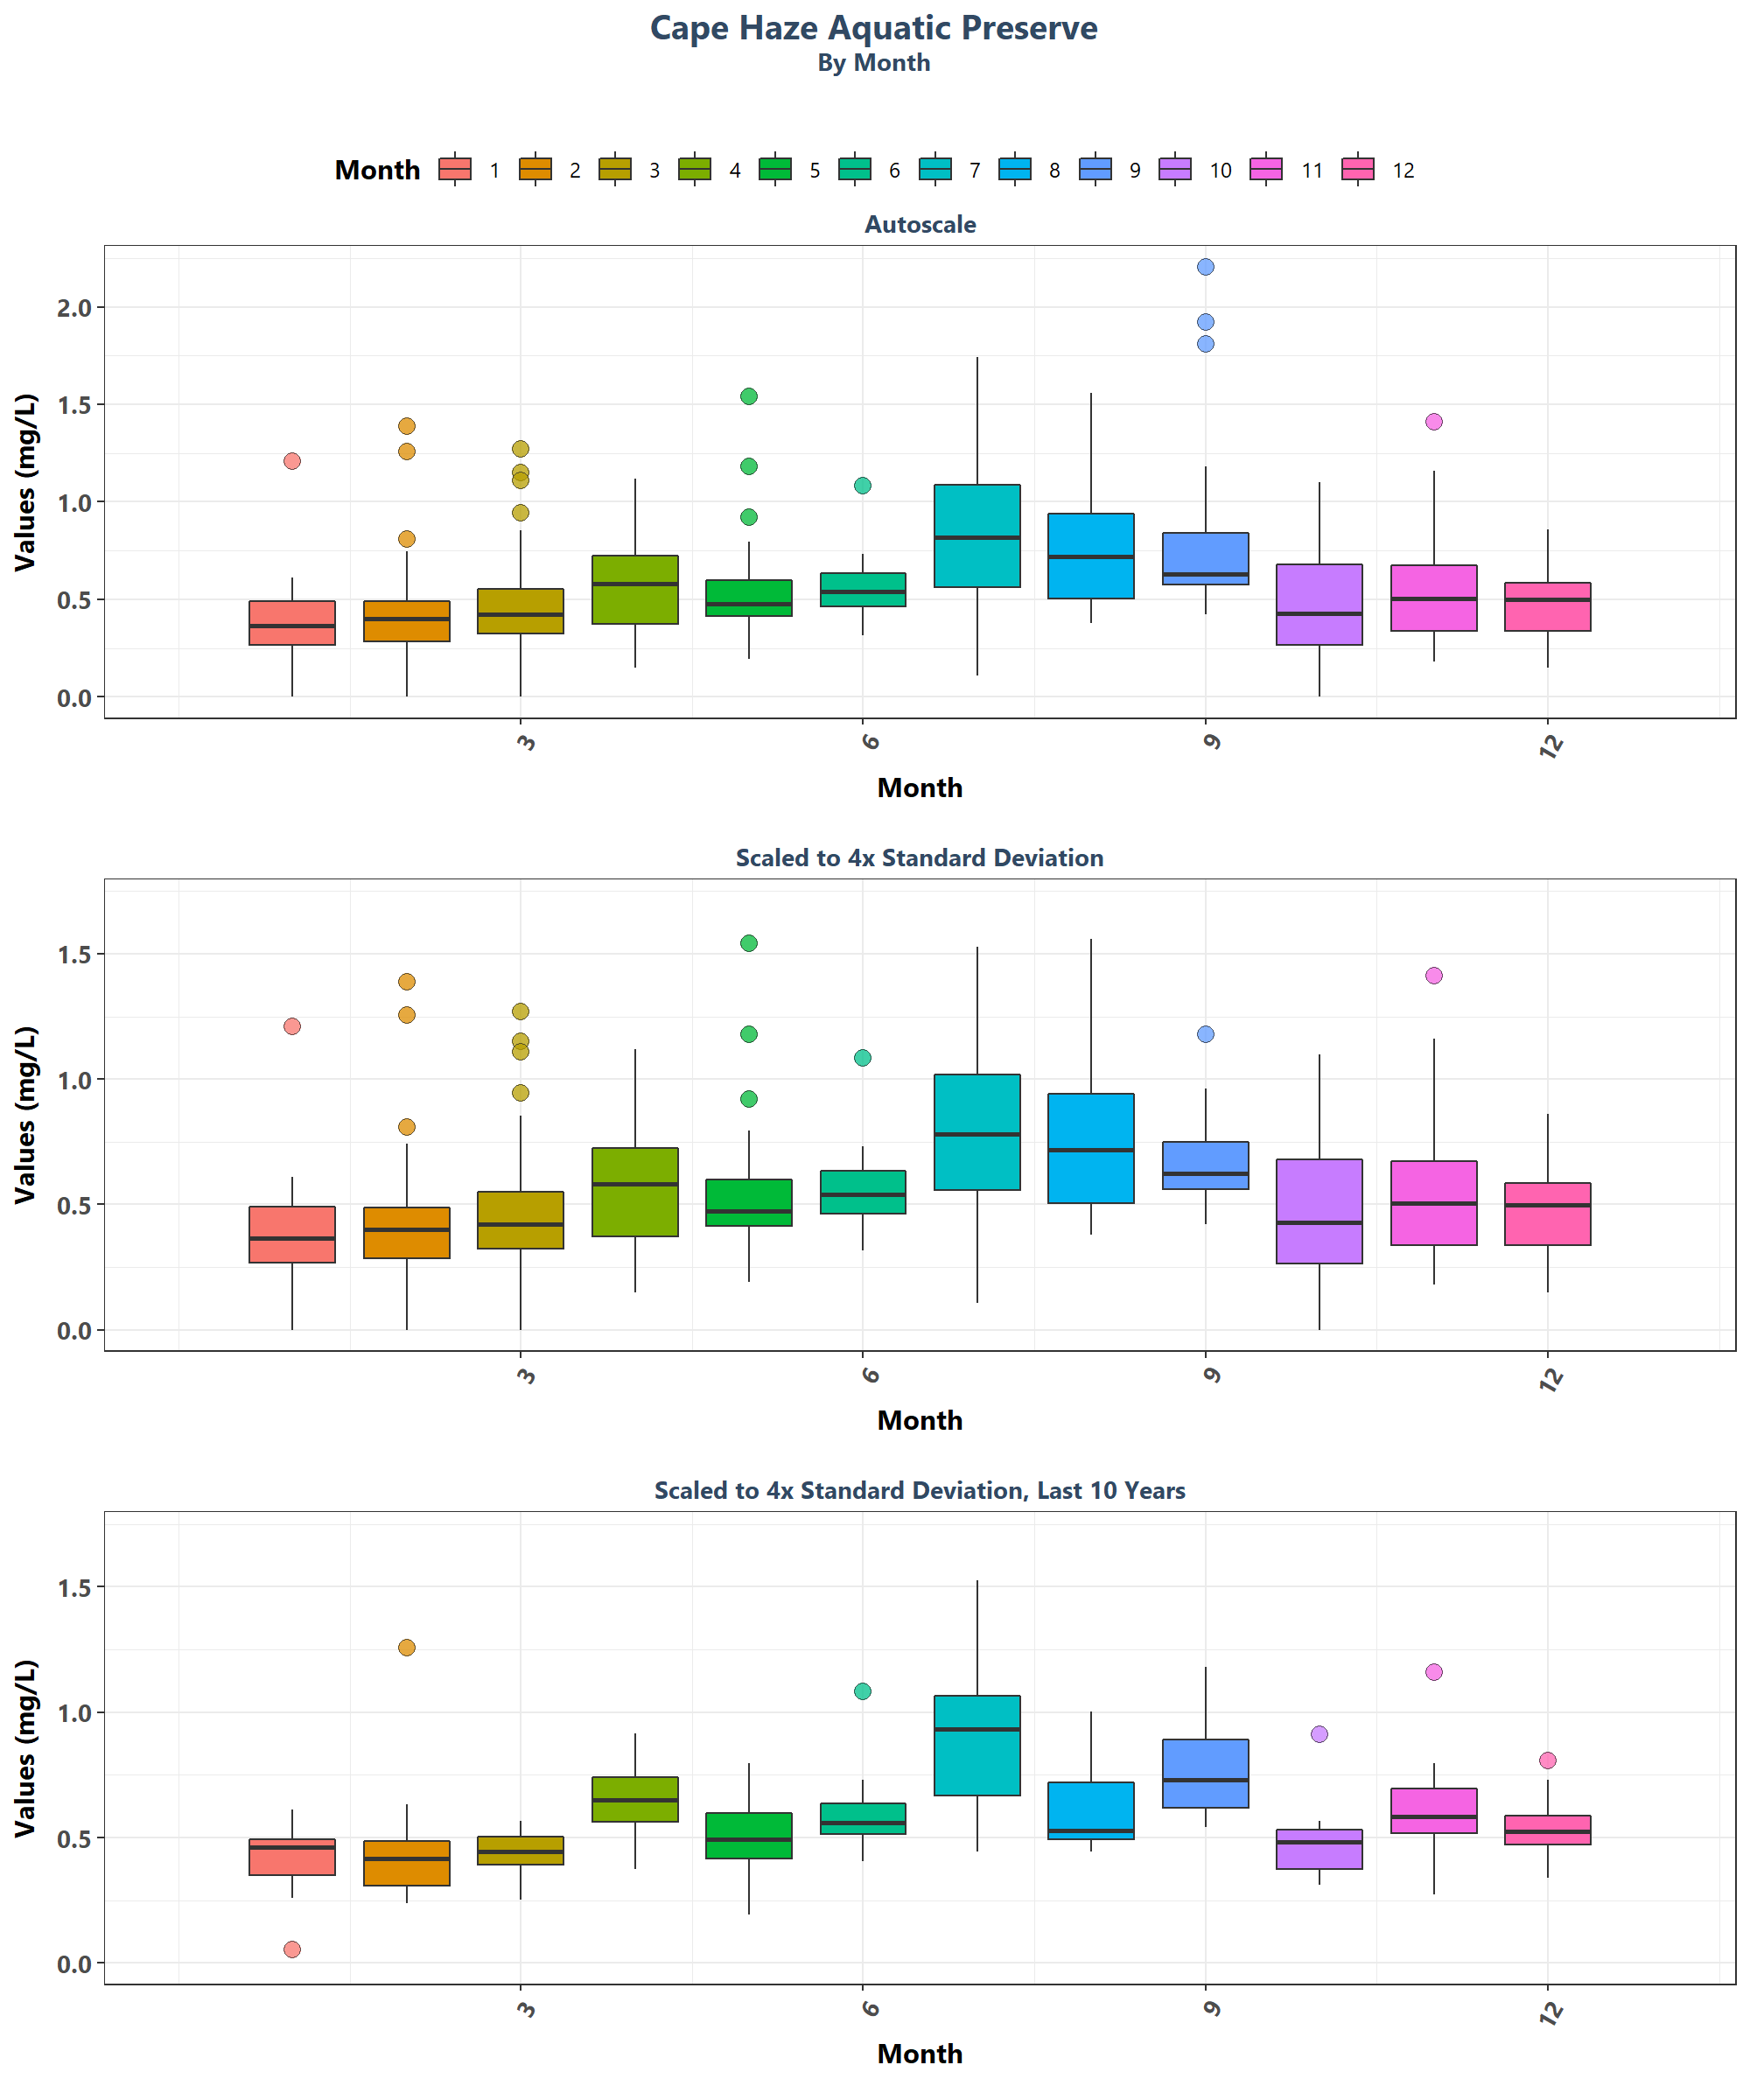 Cape Haze Aquatic Preserve
By Month
Month 1 2 3 4 5 6 7 8 9 10 11 12
Autoscale
Values (mg/L)
2.0
1.5
1.0
0.5
0.0
3 6 9 12
Month
Scaled to 4x Standard Deviation
Values (mg/L)
1.5
1.0
0.5
0.0
3 6 9 12
Month
Scaled to 4x Standard Deviation, Last 10 Years
Values (mg/L)
1.5
1.0
0.5
0.0
3 6 9 12
Month